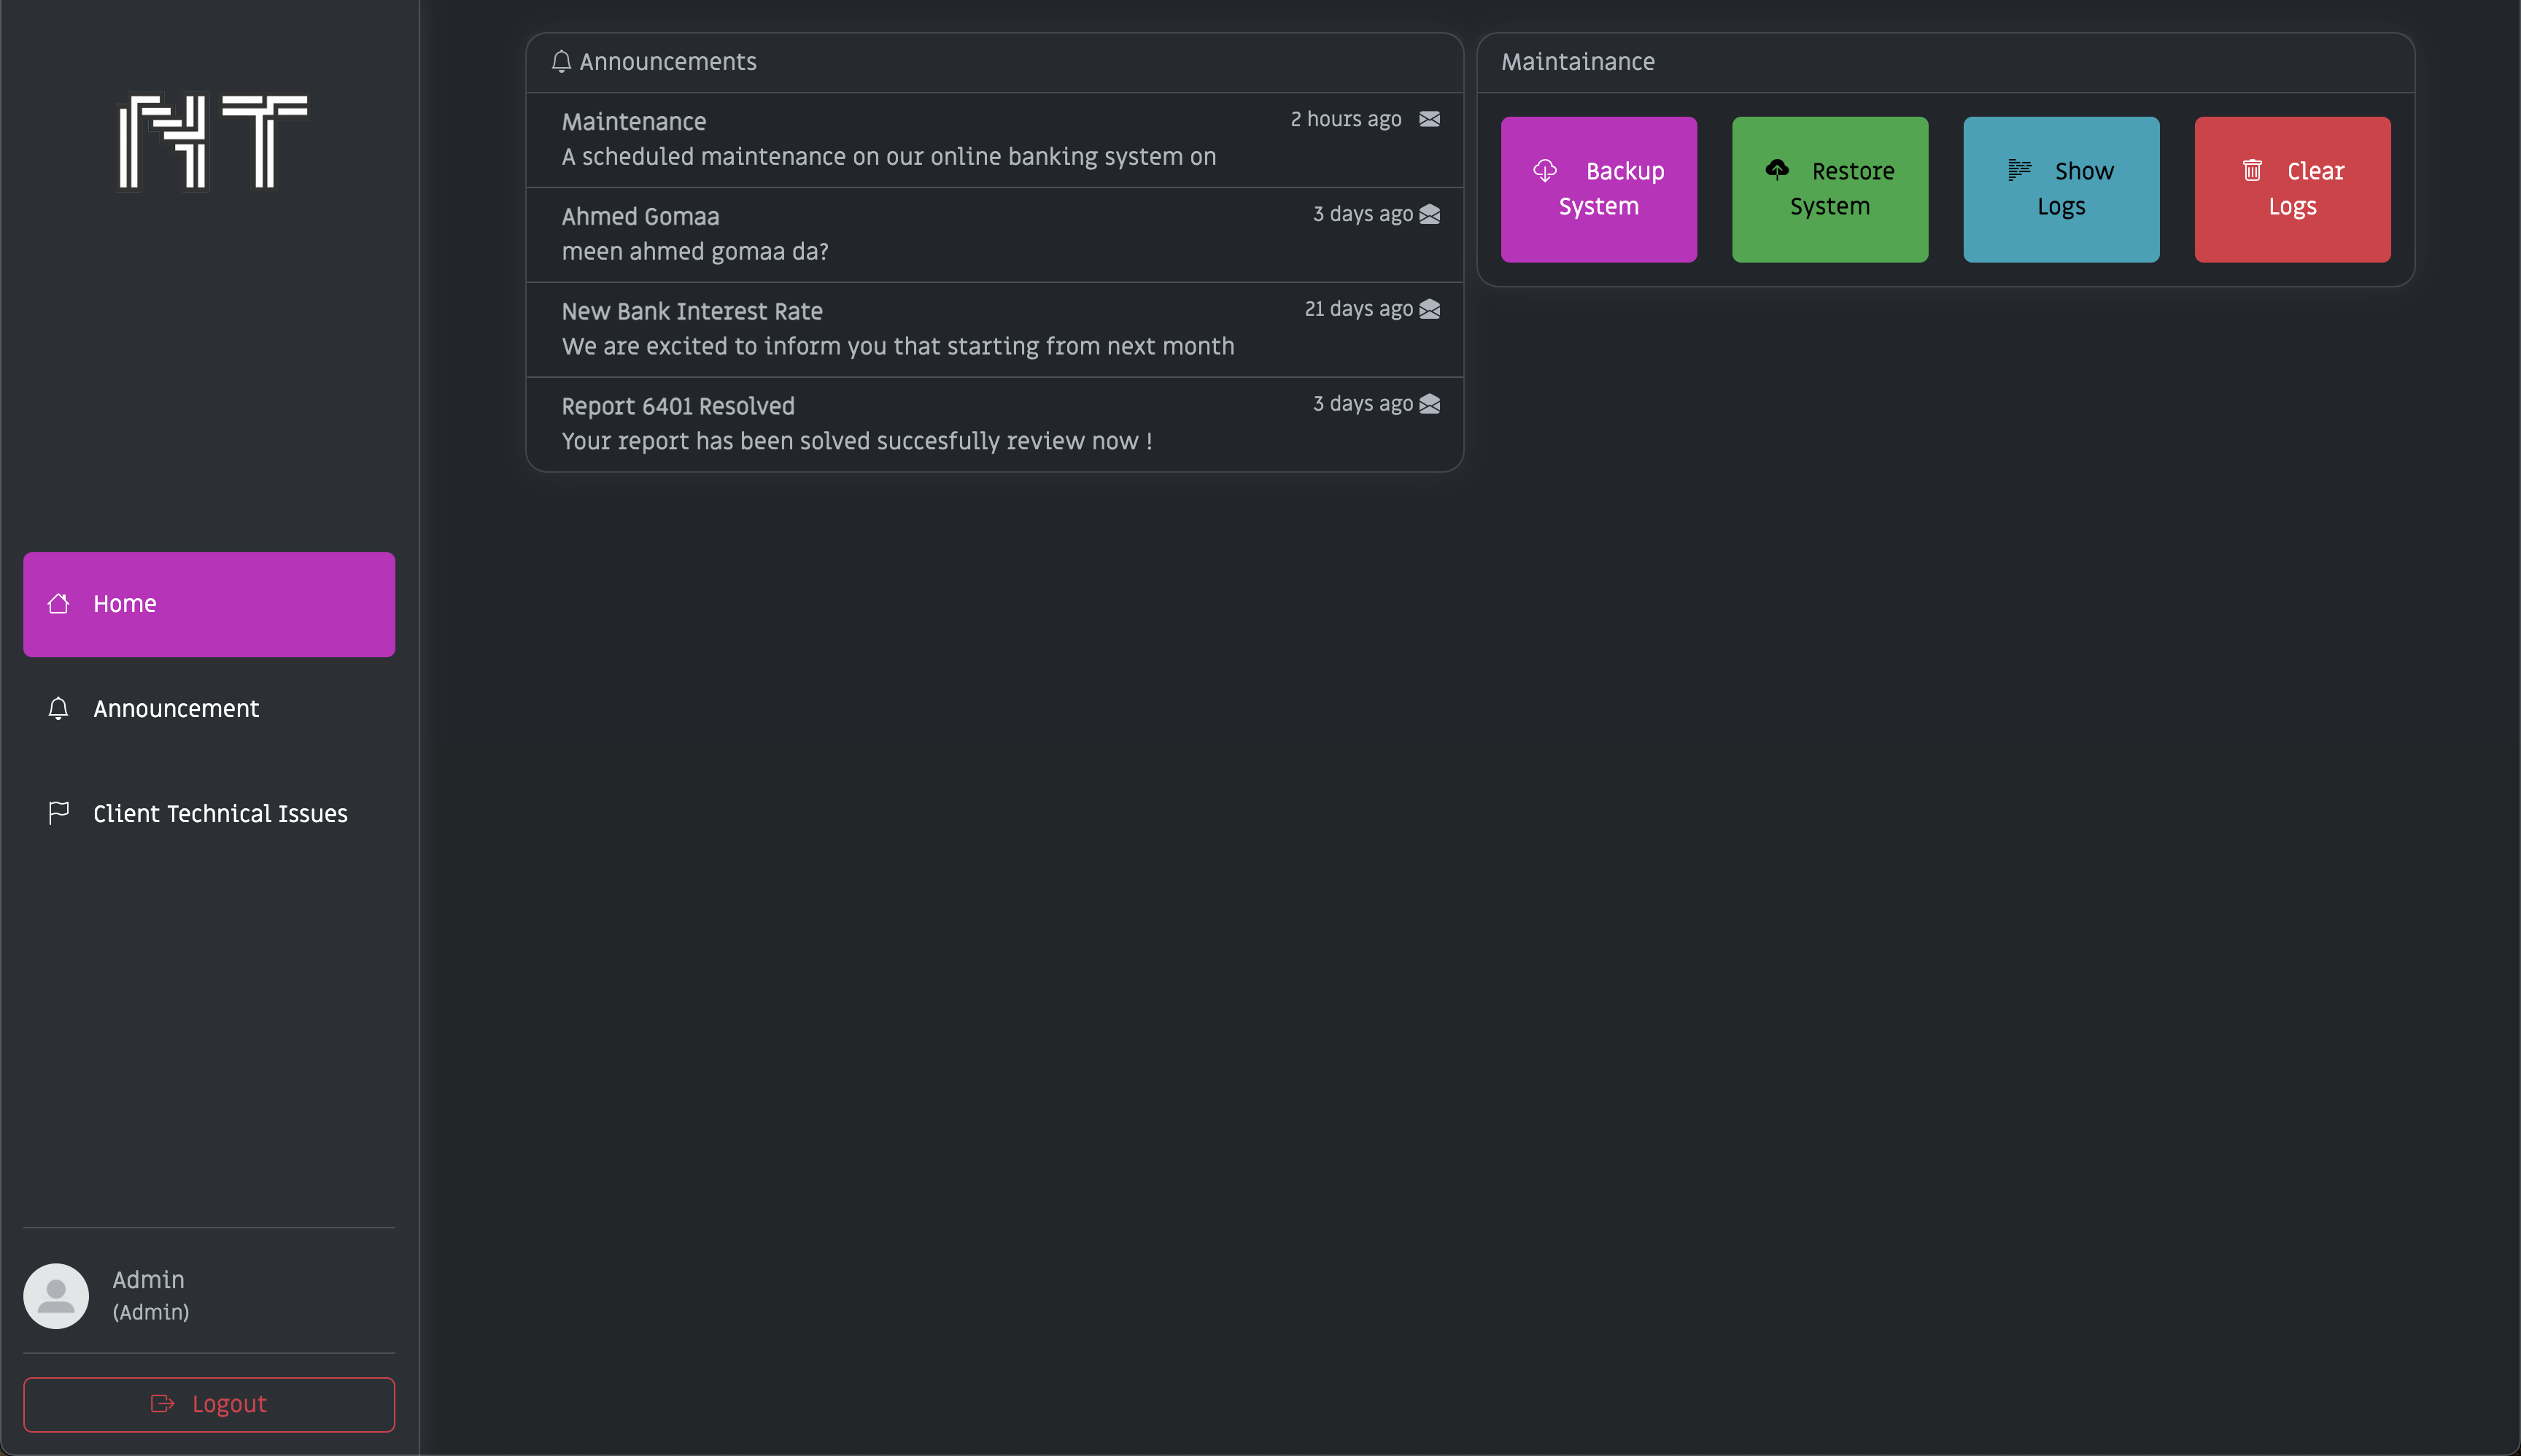 NT
Home
Announcement
Client Technical Issues
Admin
(Admin)
Logout
Announcements
Maintenance 2 hours ago
A scheduled maintenance on our online banking system on
Ahmed Gomaa 3 days ago
meen ahmed gomaa da?
New Bank Interest Rate 21 days ago
We are excited to inform you that starting from next month
Report 6401 Resolved 3 days ago
Your report has been solved succesfully review now !
Maintainance
Backup
System
Restore
System
Show
Logs
Clear
Logs